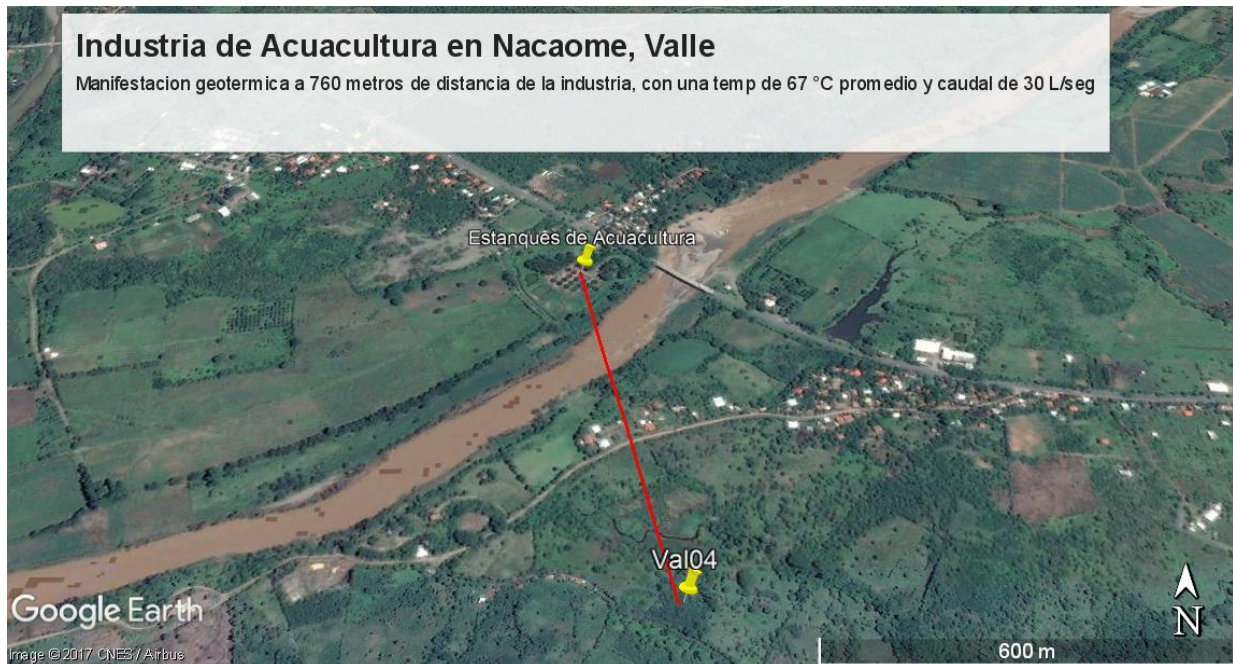 Industria de Acuacultura en Nacaome, Valle
Manifestacion geotermica a 760 metros de distancia de la industria, con una temp de 67 °C promedio y caudal de 30 L/seg
Estanques de Acuacultura
Val04
Google Earth
N
Image © 2017 CNES / Airbus
600 m